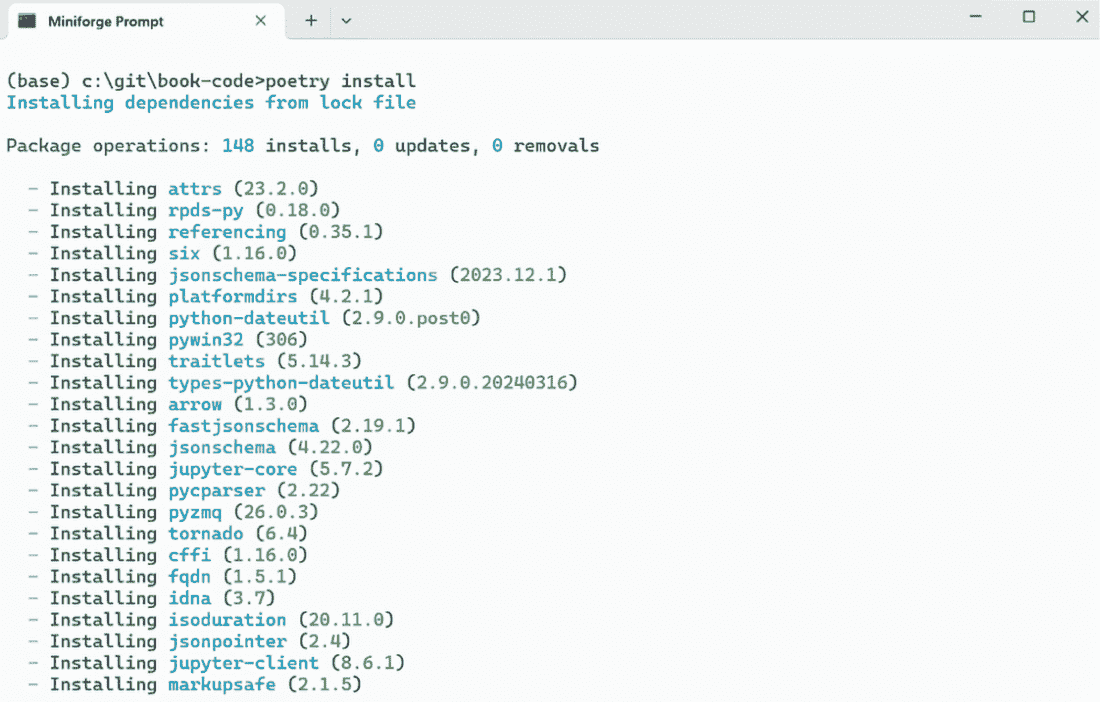 Miniforge Prompt
(base) c:\git\book-code>poetry install
Installing dependencies from lock file
Package operations: 148 installs, 0 updates, 0 removals
- Installing attrs (23.2.0)
- Installing rpds-py (0.18.0)
- Installing referencing (0.35.1)
- Installing six (1.16.0)
- Installing jsonschema-specifications (2023.12.1)
- Installing platformdirs (4.2.1)
- Installing python-dateutil (2.9.0.post0)
- Installing pywin32 (306)
- Installing traitlets (5.14.3)
- Installing types-python-dateutil (2.9.0.20240316)
- Installing arrow (1.3.0)
- Installing fastjsonschema (2.19.1)
- Installing jsonschema (4.22.0)
- Installing jupyter-core (5.7.2)
- Installing pycparser (2.22)
- Installing pyzmq (26.0.3)
- Installing tornado (6.4)
- Installing cffi (1.16.0)
- Installing fqdn (1.5.1)
- Installing idna (3.7)
- Installing isoduration (20.11.0)
- Installing jsonpointer (2.4)
- Installing jupyter-client (8.6.1)
- Installing markupsafe (2.1.5)